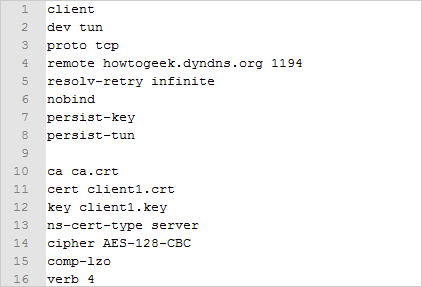 1 client
2 dev tun
3 proto tcp
4 remote howtogeek.dyndns.org 1194
5 resolv-retry infinite
6 nobind
7 persist-key
8 persist-tun
9
10 ca ca.crt
11 cert client1.crt
12 key client1.key
13 ns-cert-type server
14 cipher AES-128-CBC
15 comp-lzo
16 verb 4